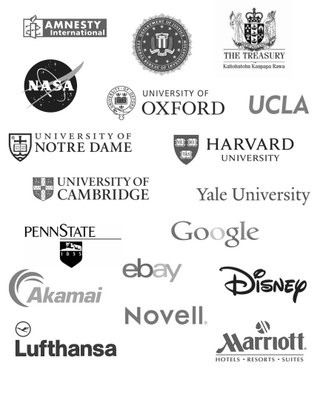 AMNESTY
International
THE TREASURY
Kaitohutohu Kaupapa Rawa
NASA
UNIVERSITY OF
OXFORD
UCLA
UNIVERSITY OF
NOTRE DAME
HARVARD
UNIVERSITY
UNIVERSITY OF
CAMBRIDGE
Yale University
PENNSTATE
1855
Google
ebay
Akamai
Disney
Novell
Lufthansa
Marriott
HOTELS • RESORTS • SUITES